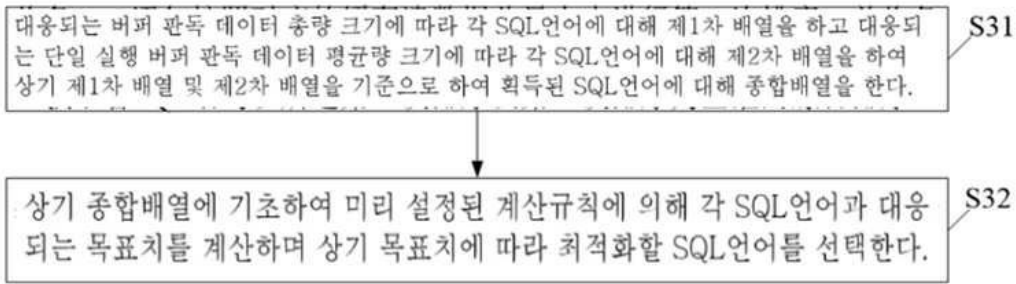 대응되는 버퍼 판독 데이터 총량 크기에 따라 각 SQL언어에 대해 제1차 배열을 하고 대응되
는 단일 실행 버퍼 판독 데이터 평균량 크기에 따라 각 SQL언어에 대해 제2차 배열을 하여
상기 제1차 배열 및 제2차 배열을 기준으로 하여 획득된 SQL언어에 대해 종합배열을 한다.
S31
상기 종합배열에 기초하여 미리 설정된 계산규칙에 의해 각 SQL언어과 대응
되는 목표치를 계산하며 상기 목표치에 따라 최적화할 SQL언어를 선택한다.
S32